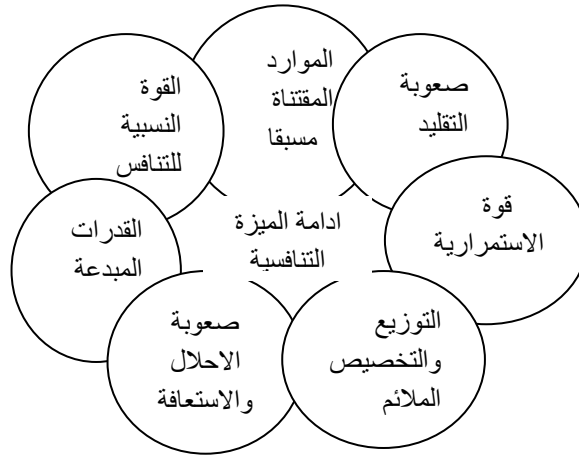 الموارد
المقتناة
مسبقا
صعوبة
التقليد
قوة
الاستمرارية
التوزيع
والتخصيص
الملائم
صعوبة
الاحلال
والاستعافة
القدرات
المبدعة
القوة
النسبية
للتنافس
ادامة الميزة
التنافسية